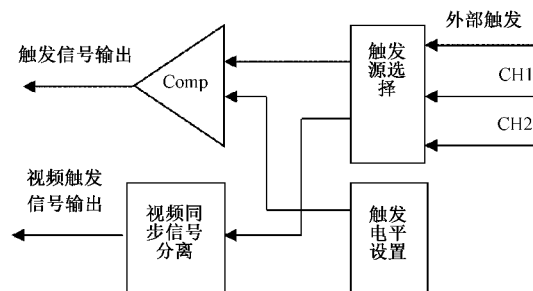 外部触发
触发信号输出
Comp
触发
源选
择
CH1
CH2
视频触发
信号输出
视频同
步信号
分离
触发
电平
设置